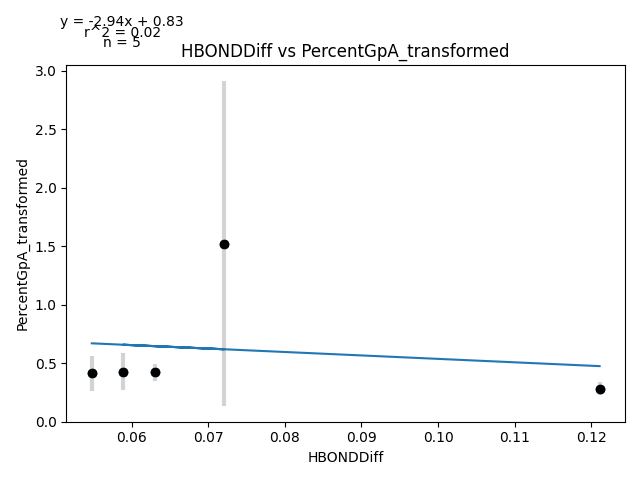 y = -2.94x + 0.83
r^2 = 0.02
n = 5
HBONDDiff vs PercentGpA_transformed
3.0
2.5
2.0
1.5
1.0
0.5
0.0
PercentGpA_transformed
0.06 0.07 0.08 0.09 0.10 0.11 0.12
HBONDDiff